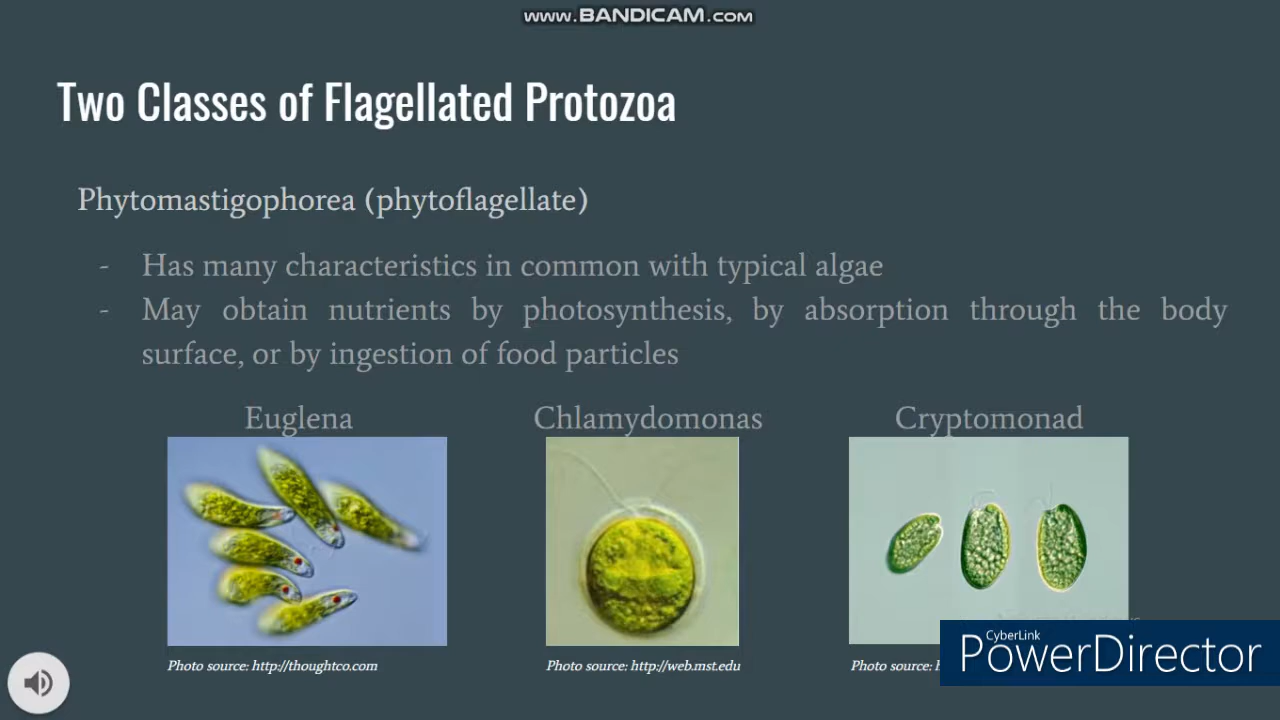 www.BANDICAM.com
Two Classes of Flagellated Protozoa
Phytomastigophorea (phytoflagellate)
- Has many characteristics in common with typical algae
- May obtain nutrients by photosynthesis, by absorption through the body
surface, or by ingestion of food particles
Euglena
Chlamydomonas
Cryptomonad
Photo source: http://thoughtco.com
Photo source: http://web.mst.edu
Photo source:
CyberLink
PowerDirector